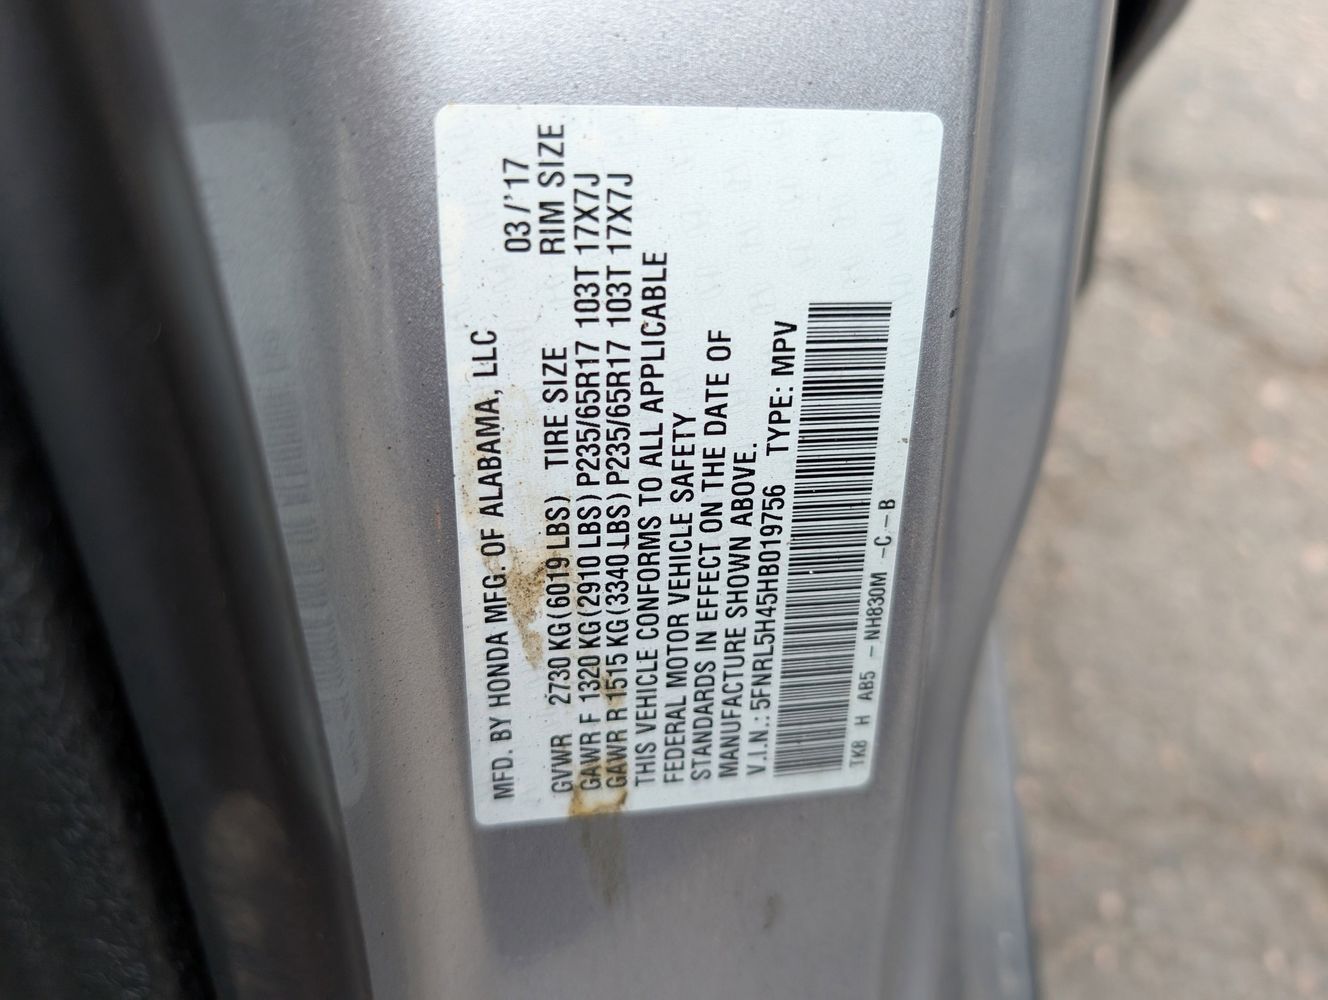 MFD. BY HONDA MFG. OF ALABAMA, LLC 03/'17
GVWR 2730 KG (6019 LBS) TIRE SIZE RIM SIZE
GAWR F 1320 KG (2910 LBS) P235/65R17 103T 17X7J
GAWR R 1515 KG (3340 LBS) P235/65R17 103T 17X7J
THIS VEHICLE CONFORMS TO ALL APPLICABLE
FEDERAL MOTOR VEHICLE SAFETY
STANDARDS IN EFFECT ON THE DATE OF
MANUFACTURE SHOWN ABOVE.
V.I.N.: 5FNRL5H45HB019756 TYPE: MPV
TK8 H AB5 - NH830M -C - B